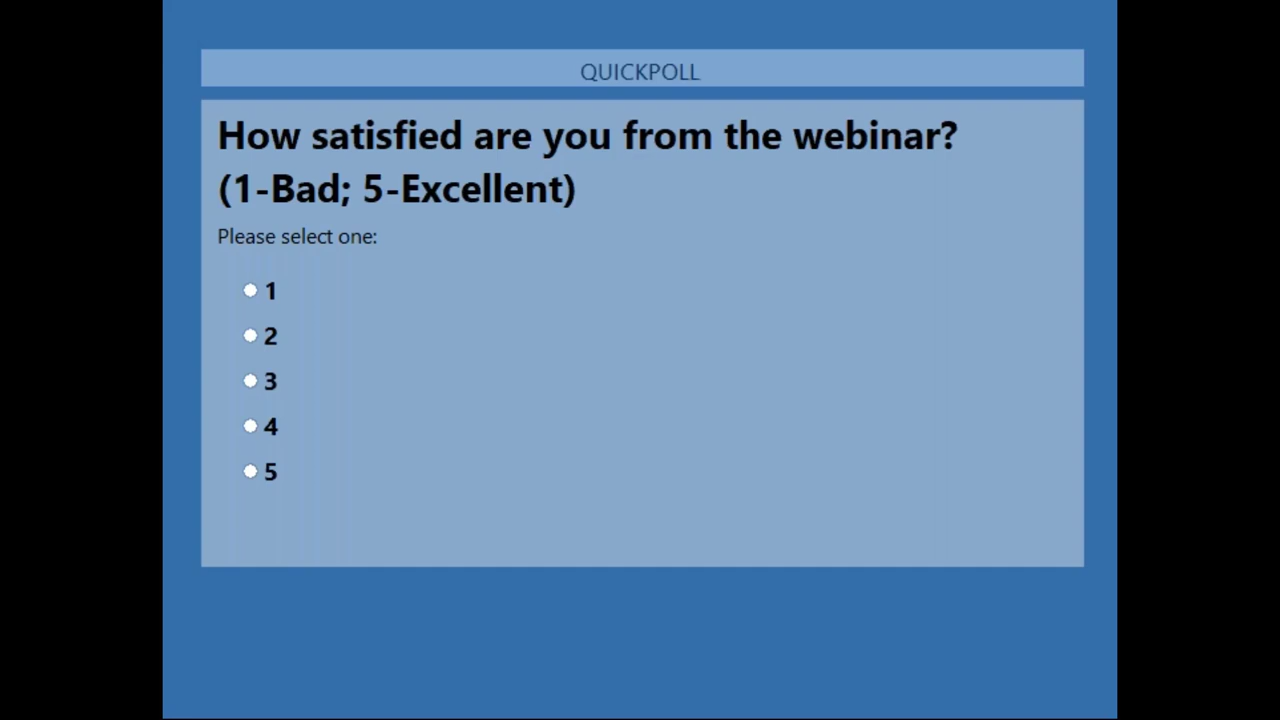 QUICKPOLL
How satisfied are you from the webinar?
(1-Bad; 5-Excellent)
Please select one:
1
2
3
4
5